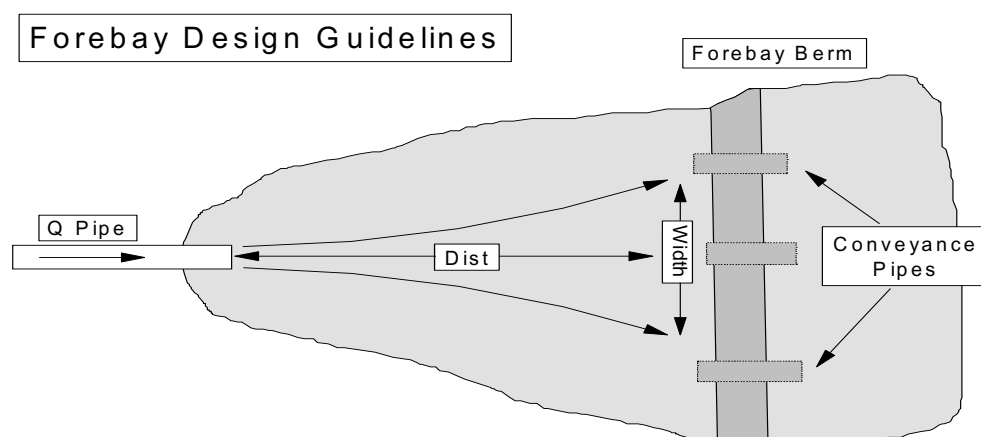 Forebay Design Guidelines
Forebay Berm
Q Pipe
Dist
Width
Conveyance
Pipes